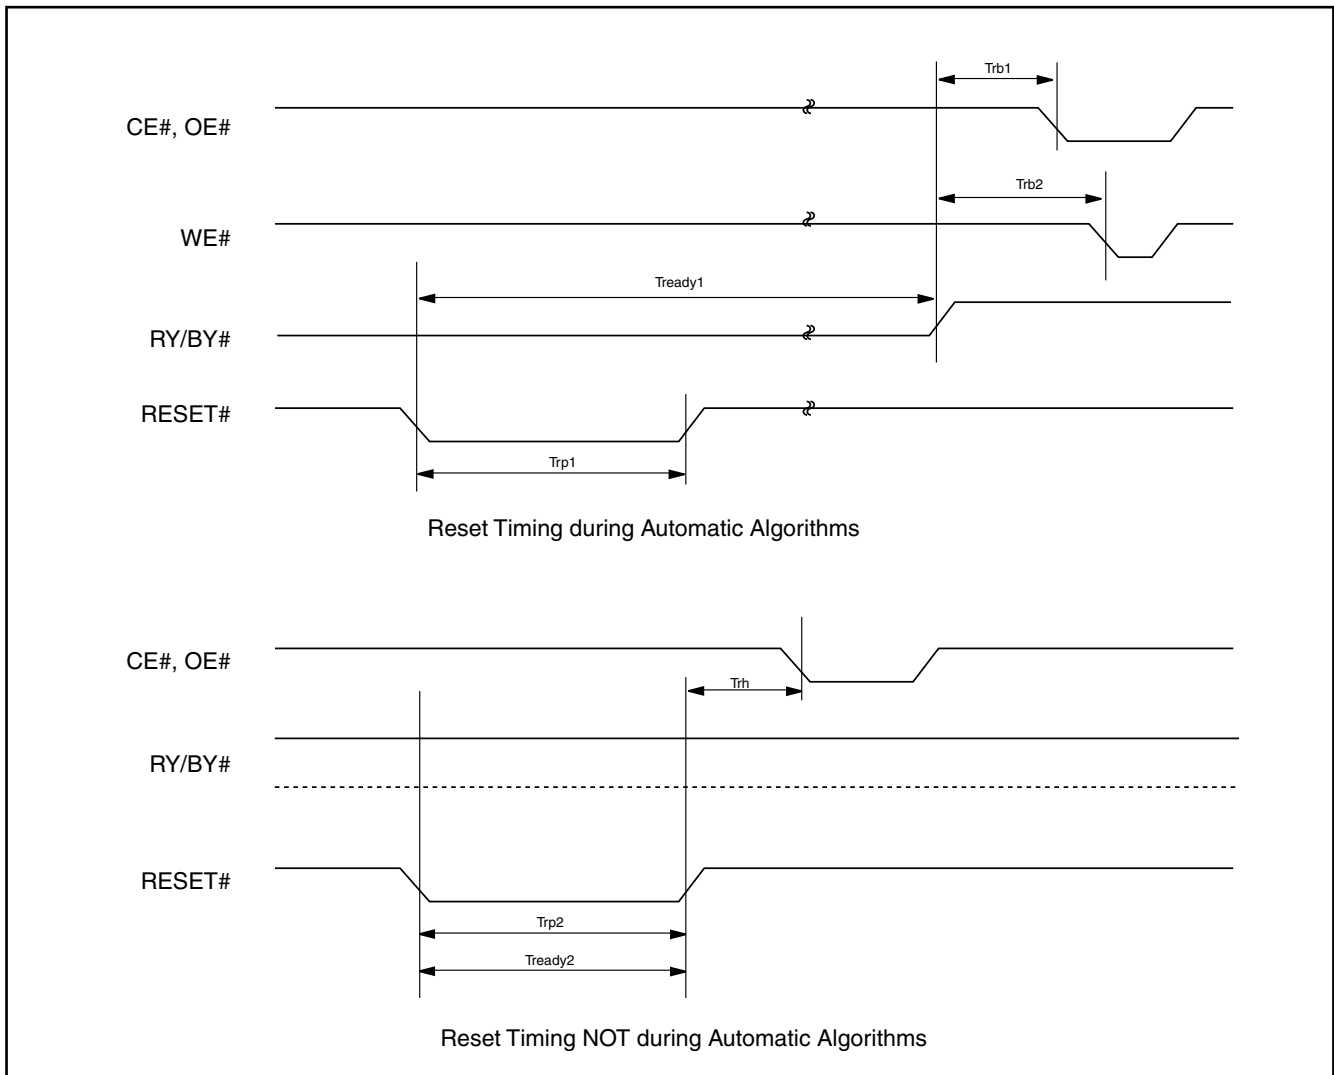 Trb1
CE#, OE#
Trb2
WE#
Tready1
RY/BY#
RESET#
Trp1
Reset Timing during Automatic Algorithms
CE#, OE#
Trh
RY/BY#
RESET#
Trp2
Tready2
Reset Timing NOT during Automatic Algorithms